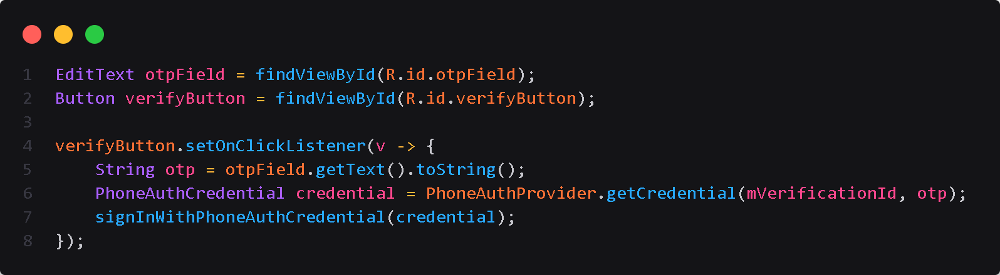 1 EditText otpField = findViewById(R.id.otpField);
2 Button verifyButton = findViewById(R.id.verifyButton);
3
4 verifyButton.setOnClickListener(v -> {
5     String otp = otpField.getText().toString();
6     PhoneAuthCredential credential = PhoneAuthProvider.getCredential(mVerificationId, otp);
7     signInWithPhoneAuthCredential(credential);
8 });